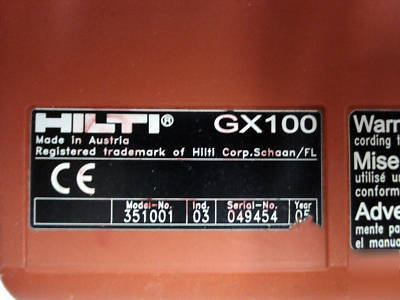 HILTI® GX100
Made in Austria
Registered trademark of Hilti Corp.Schaan/FL
CE
Model-No. Ind. Serial-No. Year
351001 03 049454 05
Warn
cording t
Mise
utilisé u
conform
Adve
mente pa
el manua